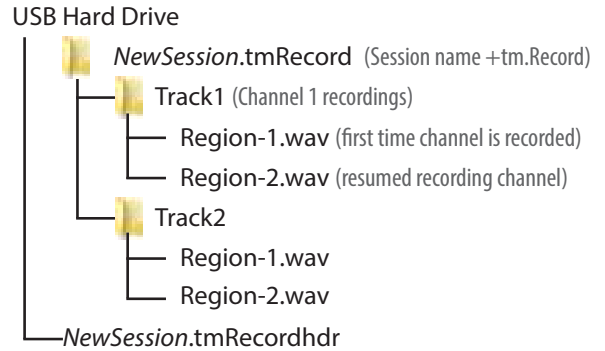 USB Hard Drive
NewSession.tmRecord (Session name +tm.Record)
Track1 (Channel 1 recordings)
Region-1.wav (first time channel is recorded)
Region-2.wav (resumed recording channel)
Track2
Region-1.wav
Region-2.wav
NewSession.tmRecordhdr